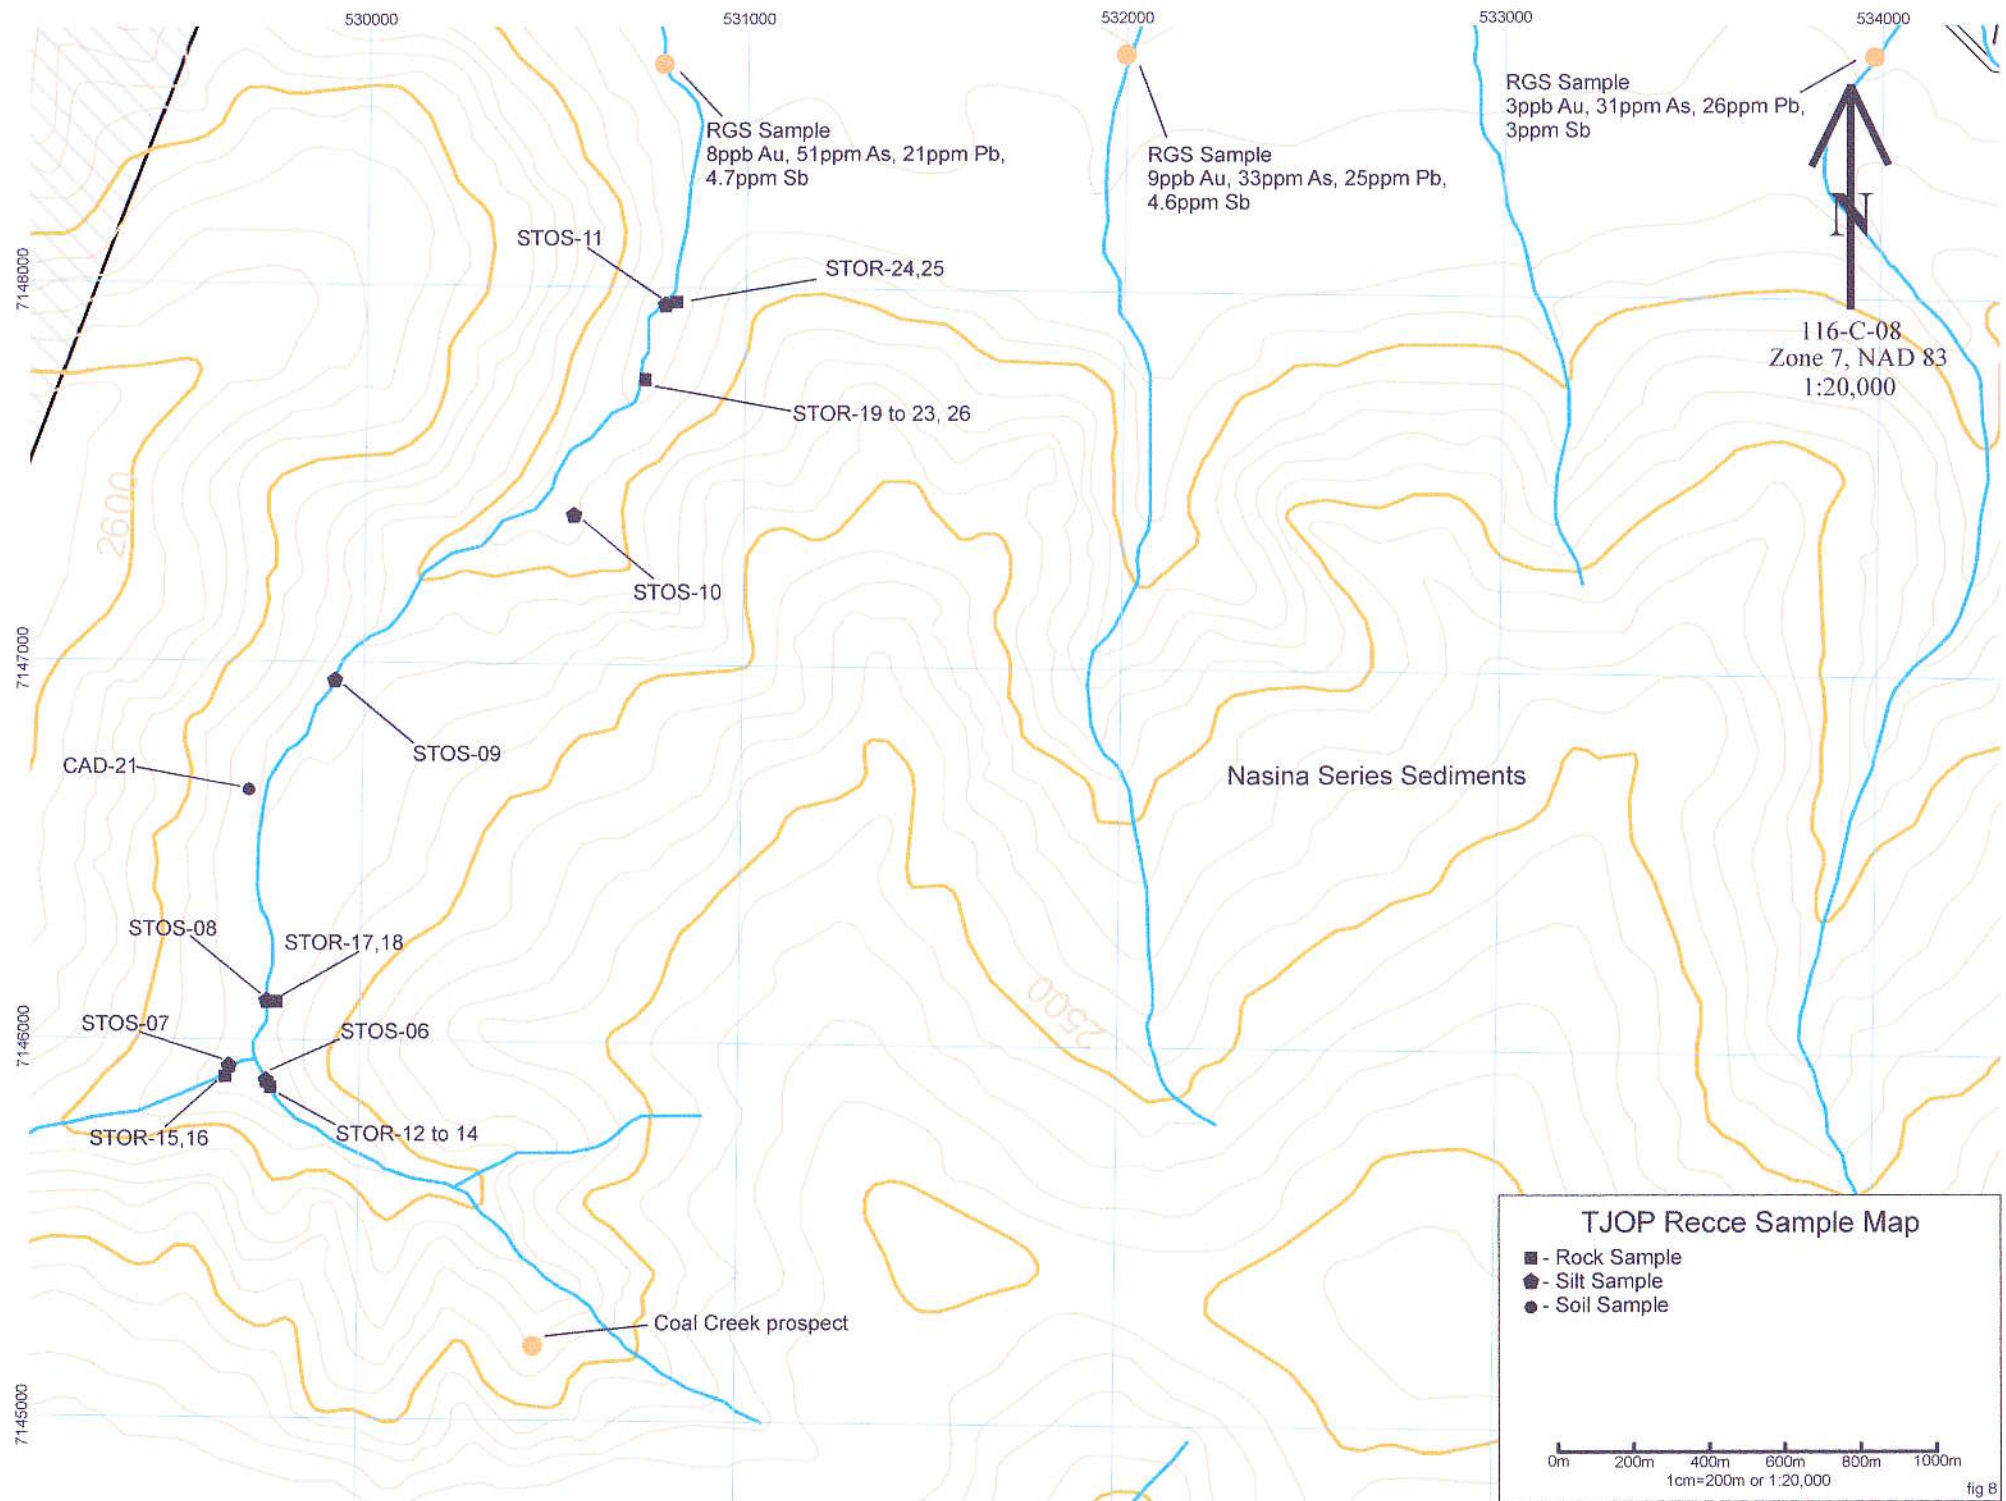 530000
531000
532000
533000
534000
RGS Sample
8ppb Au, 51ppm As, 21ppm Pb,
4.7ppm Sb
RGS Sample
9ppb Au, 33ppm As, 25ppm Pb,
4.6ppm Sb
RGS Sample
3ppb Au, 31ppm As, 26ppm Pb,
3ppm Sb
N
116-C-08
Zone 7, NAD 83
1:20,000
7148000
STOS-11
STOR-24,25
STOR-19 to 23, 26
2600
STOS-10
7147000
STOS-09
CAD-21
Nasina Series Sediments
STOS-08
STOR-17,18
2500
7146000
STOS-07
STOS-06
STOR-15,16
STOR-12 to 14
Coal Creek prospect
7145000
TJOP Recce Sample Map
- Rock Sample
- Silt Sample
- Soil Sample
0m 200m 400m 600m 800m 1000m
1cm=200m or 1:20,000
fig 8